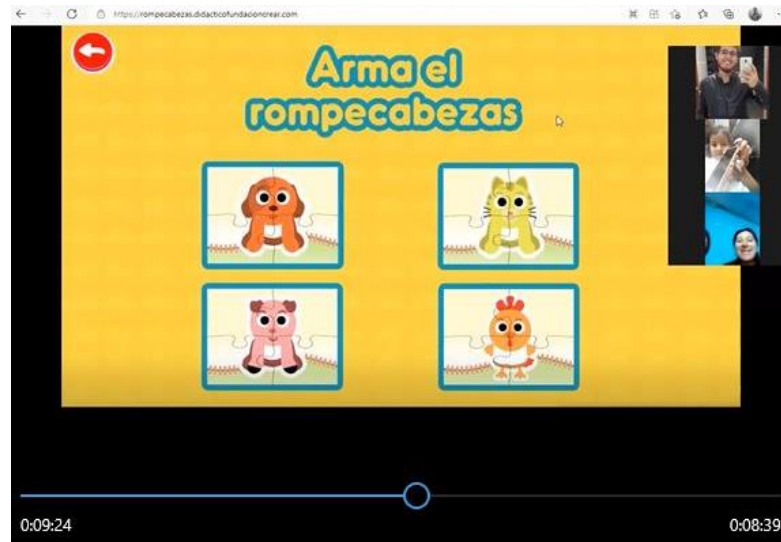 https://rompecabezas.didacticofundacioncrear.com
Arma el
rompecabezas
0:09:24
0:08:39